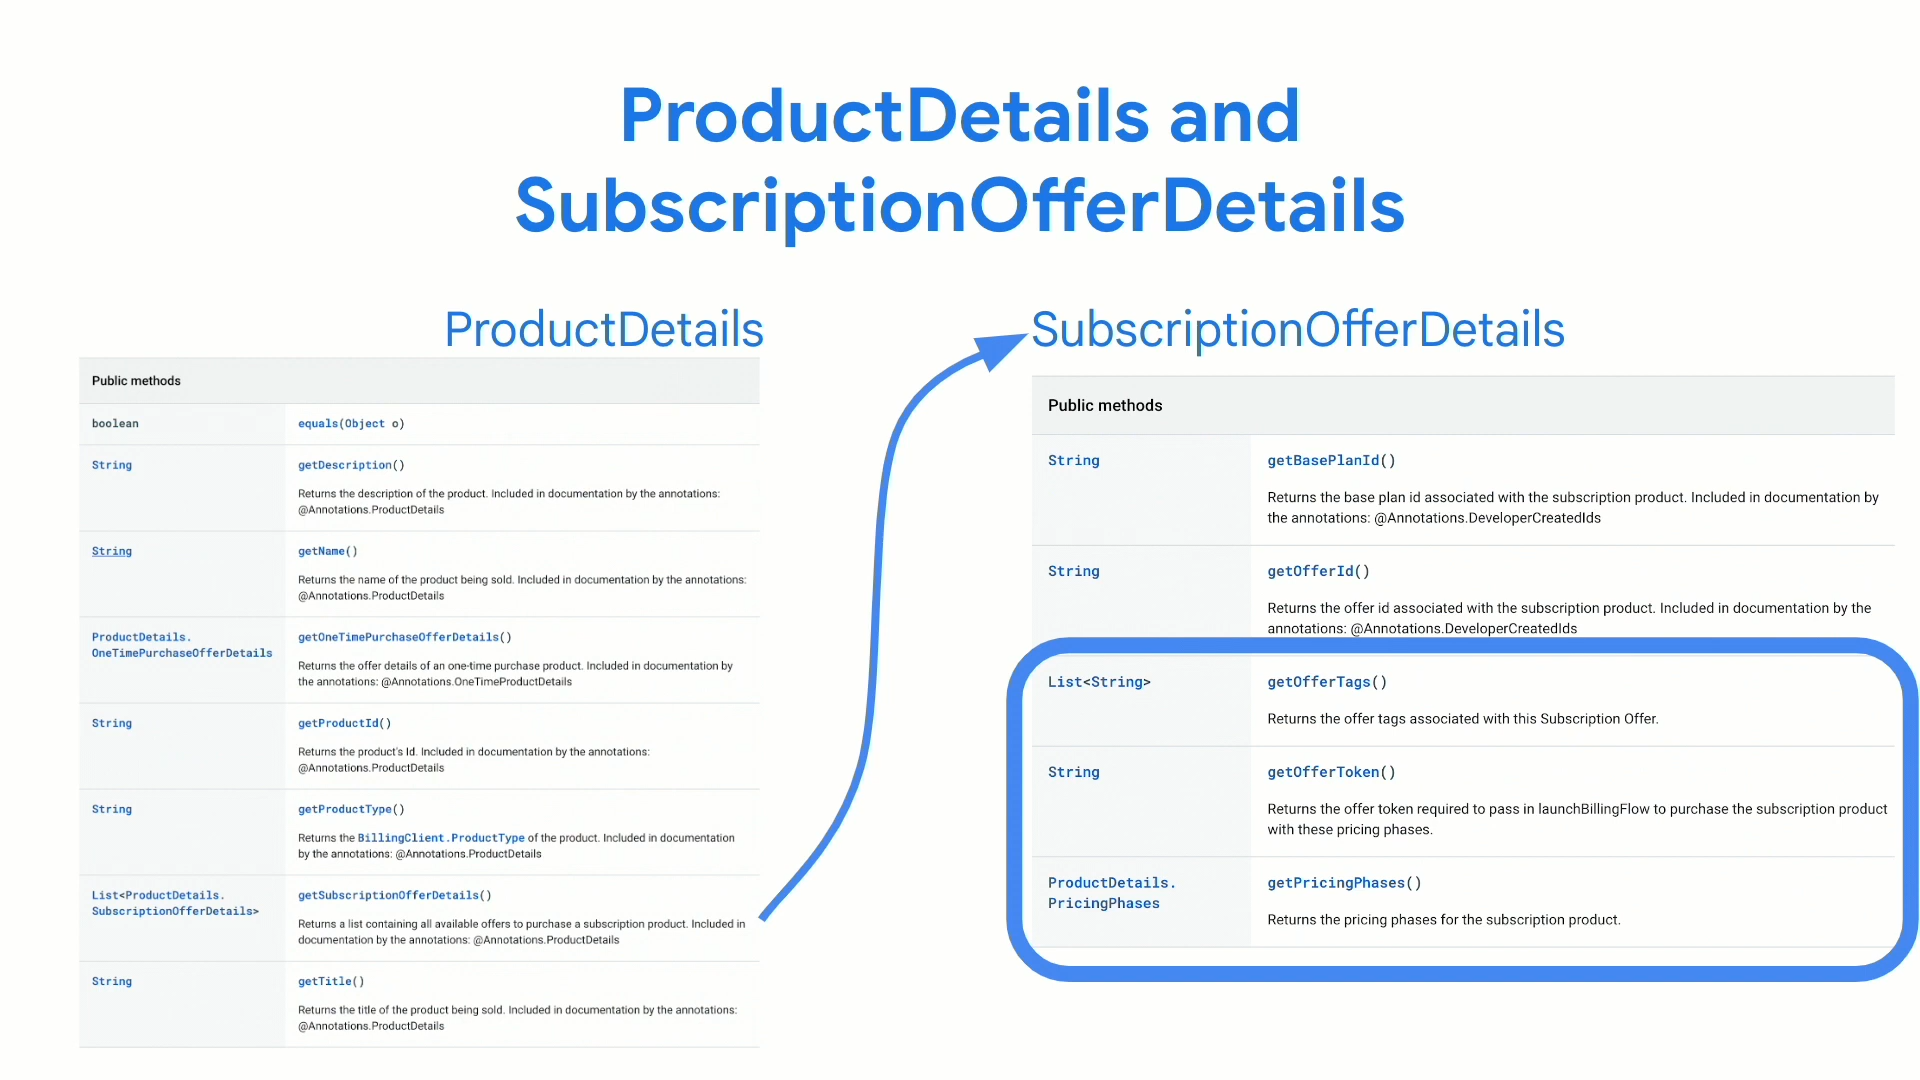 ProductDetails and
SubscriptionOfferDetails
ProductDetails
Public methods
boolean
equals(Object o)
String
getDescription()
Returns the description of the product. Included in documentation by the annotations:
@Annotations.ProductDetails
String
getName()
Returns the name of the product being sold. Included in documentation by the annotations:
@Annotations.ProductDetails
ProductDetails.
OneTimePurchaseOfferDetails
getOneTimePurchaseOfferDetails()
Returns the offer details of an one-time purchase product. Included in documentation by
the annotations: @Annotations.OneTimeProductDetails
String
getProductId()
Returns the product's Id. Included in documentation by the annotations:
@Annotations.ProductDetails
String
getProductType()
Returns the BillingClient.ProductType of the product. Included in documentation
by the annotations: @Annotations.ProductDetails
List<ProductDetails.
SubscriptionOfferDetails>
getSubscriptionOfferDetails()
Returns a list containing all available offers to purchase a subscription product. Included in
documentation by the annotations: @Annotations.ProductDetails
String
getTitle()
Returns the title of the product being sold. Included in documentation by the annotations:
@Annotations.ProductDetails
SubscriptionOfferDetails
Public methods
String
getBasePlanId()
Returns the base plan id associated with the subscription product. Included in documentation by
the annotations: @Annotations.DeveloperCreatedIds
String
getOfferId()
Returns the offer id associated with the subscription product. Included in documentation by the
annotations: @Annotations.DeveloperCreatedIds
List<String>
getOfferTags()
Returns the offer tags associated with this Subscription Offer.
String
getOfferToken()
Returns the offer token required to pass in launchBillingFlow to purchase the subscription product
with these pricing phases.
ProductDetails.
PricingPhases
getPricingPhases()
Returns the pricing phases for the subscription product.